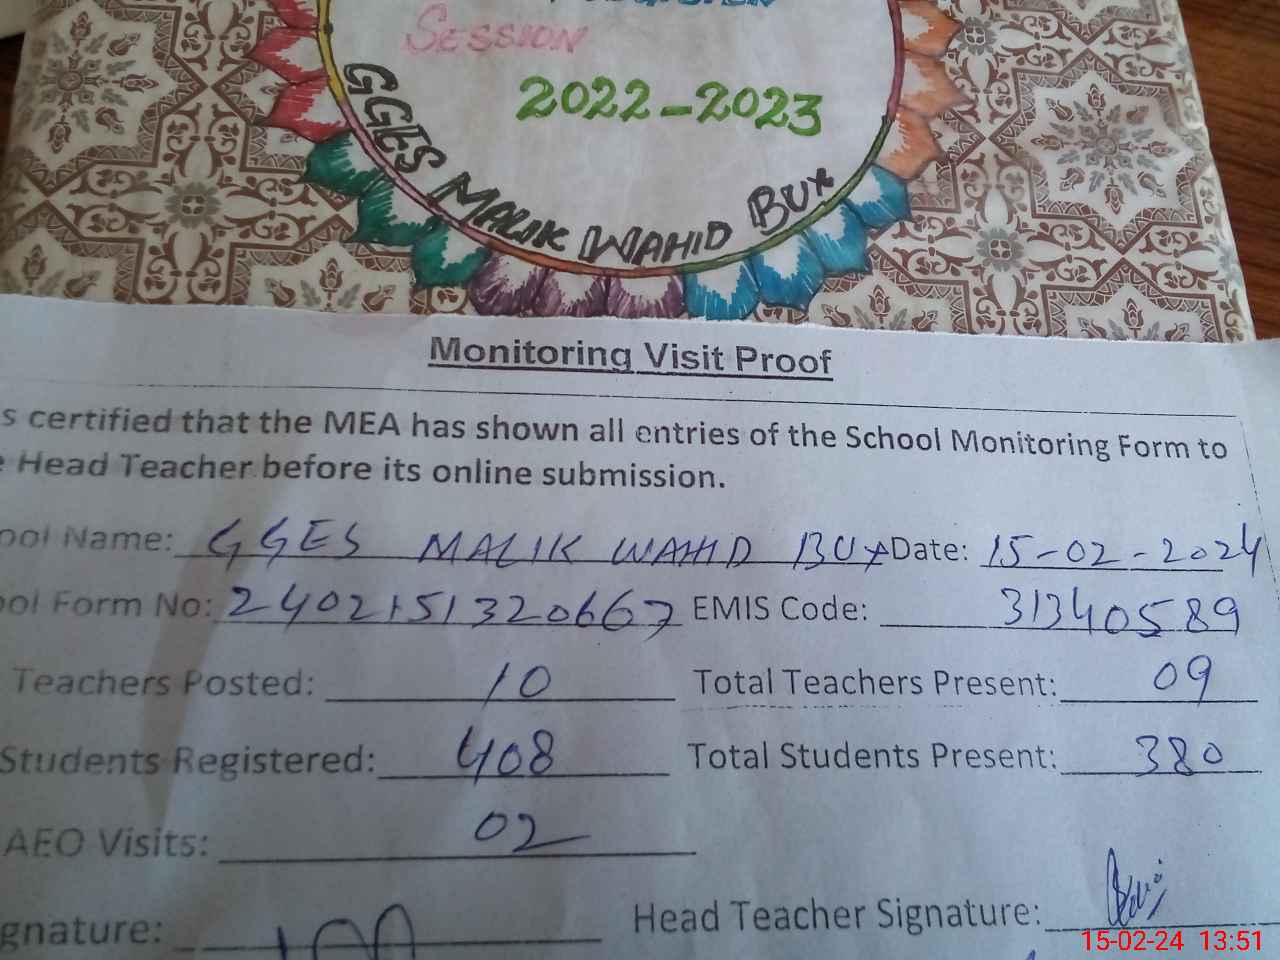 SESSION
2022-2023
GGES MALIK WAHID BUX
Monitoring Visit Proof
s certified that the MEA has shown all entries of the School Monitoring Form to
e Head Teacher before its online submission.
ool Name: GGES MALIK WAHID BUX Date: 15-02-2024
ool Form No: 2402151320667 EMIS Code: 31340589
Teachers Posted: 10 Total Teachers Present: 09
Students Registered: 408 Total Students Present: 380
AEO Visits: 02
gnature: Head Teacher Signature:
15-02-24 13:51